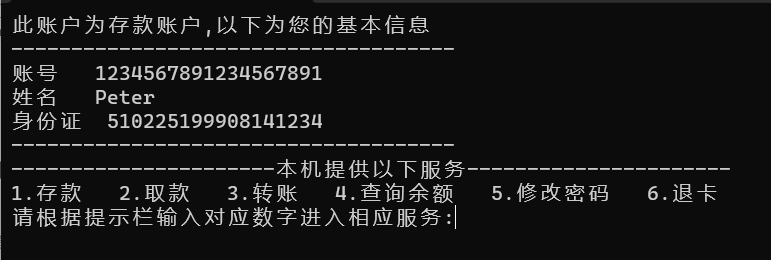 此账户为存款账户,以下为您的基本信息
-------------------------------------
账号   1234567891234567891
姓名   Peter
身份证  510225199908141234
-------------------------------------
----------------------本机提供以下服务----------------------
1.存款   2.取款   3.转账   4.查询余额   5.修改密码   6.退卡
请根据提示栏输入对应数字进入相应服务: